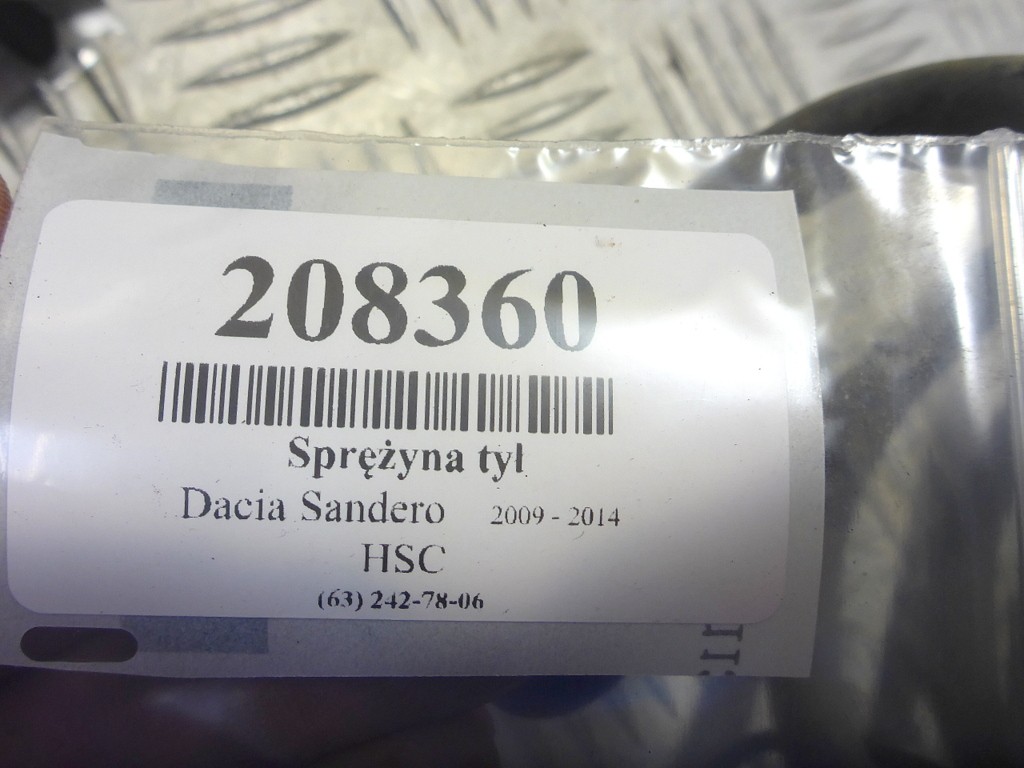 208360
Sprężyna tył
Dacia Sandero 2009 - 2014
HSC
(63) 242-78-06